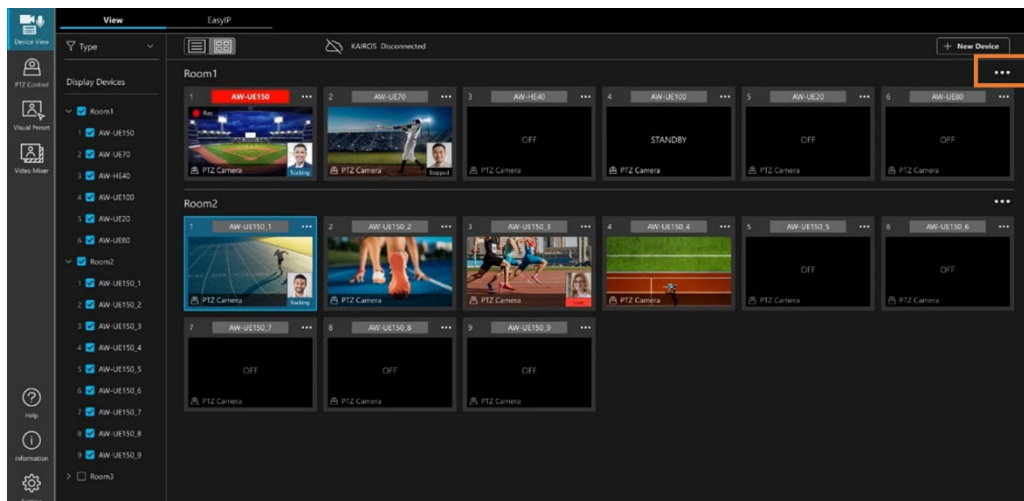 View EasyIP
Device View
Type
KAIROS Disconnected
+ New Device
PTZ Control
Visual Preset
Video Mixer
Display Devices
Room1
1 AW-UE150
2 AW-UE70
3 AW-HE40
4 AW-UE100
5 AW-UE20
6 AW-UE80
Room2
1 AW-UE150_1
2 AW-UE150_2
3 AW-UE150_3
4 AW-UE150_4
5 AW-UE150_5
6 AW-UE150_6
7 AW-UE150_7
8 AW-UE150_8
9 AW-UE150_9
Room3
Help
Information
Room1
1 AW-UE150
Rec
PTZ Camera Tracking
2 AW-UE70
PTZ Camera Stopped
3 AW-HE40
OFF
PTZ Camera
4 AW-UE100
STANDBY
PTZ Camera
5 AW-UE20
OFF
PTZ Camera
6 AW-UE80
OFF
PTZ Camera
Room2
1 AW-UE150_1
PTZ Camera Tracking
2 AW-UE150_2
PTZ Camera
3 AW-UE150_3
PTZ Camera Lost
4 AW-UE150_4
PTZ Camera
5 AW-UE150_5
OFF
PTZ Camera
6 AW-UE150_6
OFF
PTZ Camera
7 AW-UE150_7
OFF
PTZ Camera
8 AW-UE150_8
OFF
PTZ Camera
9 AW-UE150_9
OFF
PTZ Camera